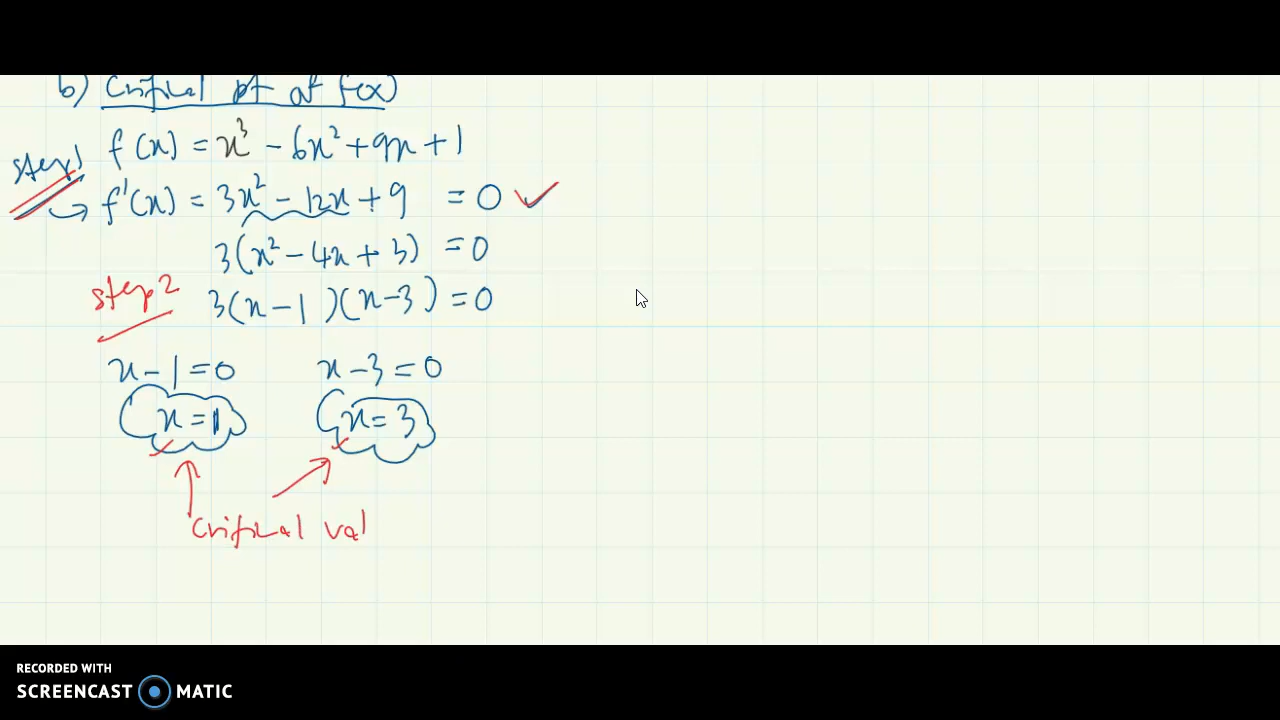 b) Critical pt at f(x)
f(x) = x³ - 6x² + 9x + 1
step1
f'(x) = 3x² - 12x + 9 = 0 ✓
3(x² - 4x + 3) = 0
step2
3(x - 1)(x - 3) = 0
x - 1 = 0 x - 3 = 0
x = 1 x = 3
critical val
RECORDED WITH
SCREENCAST MATIC